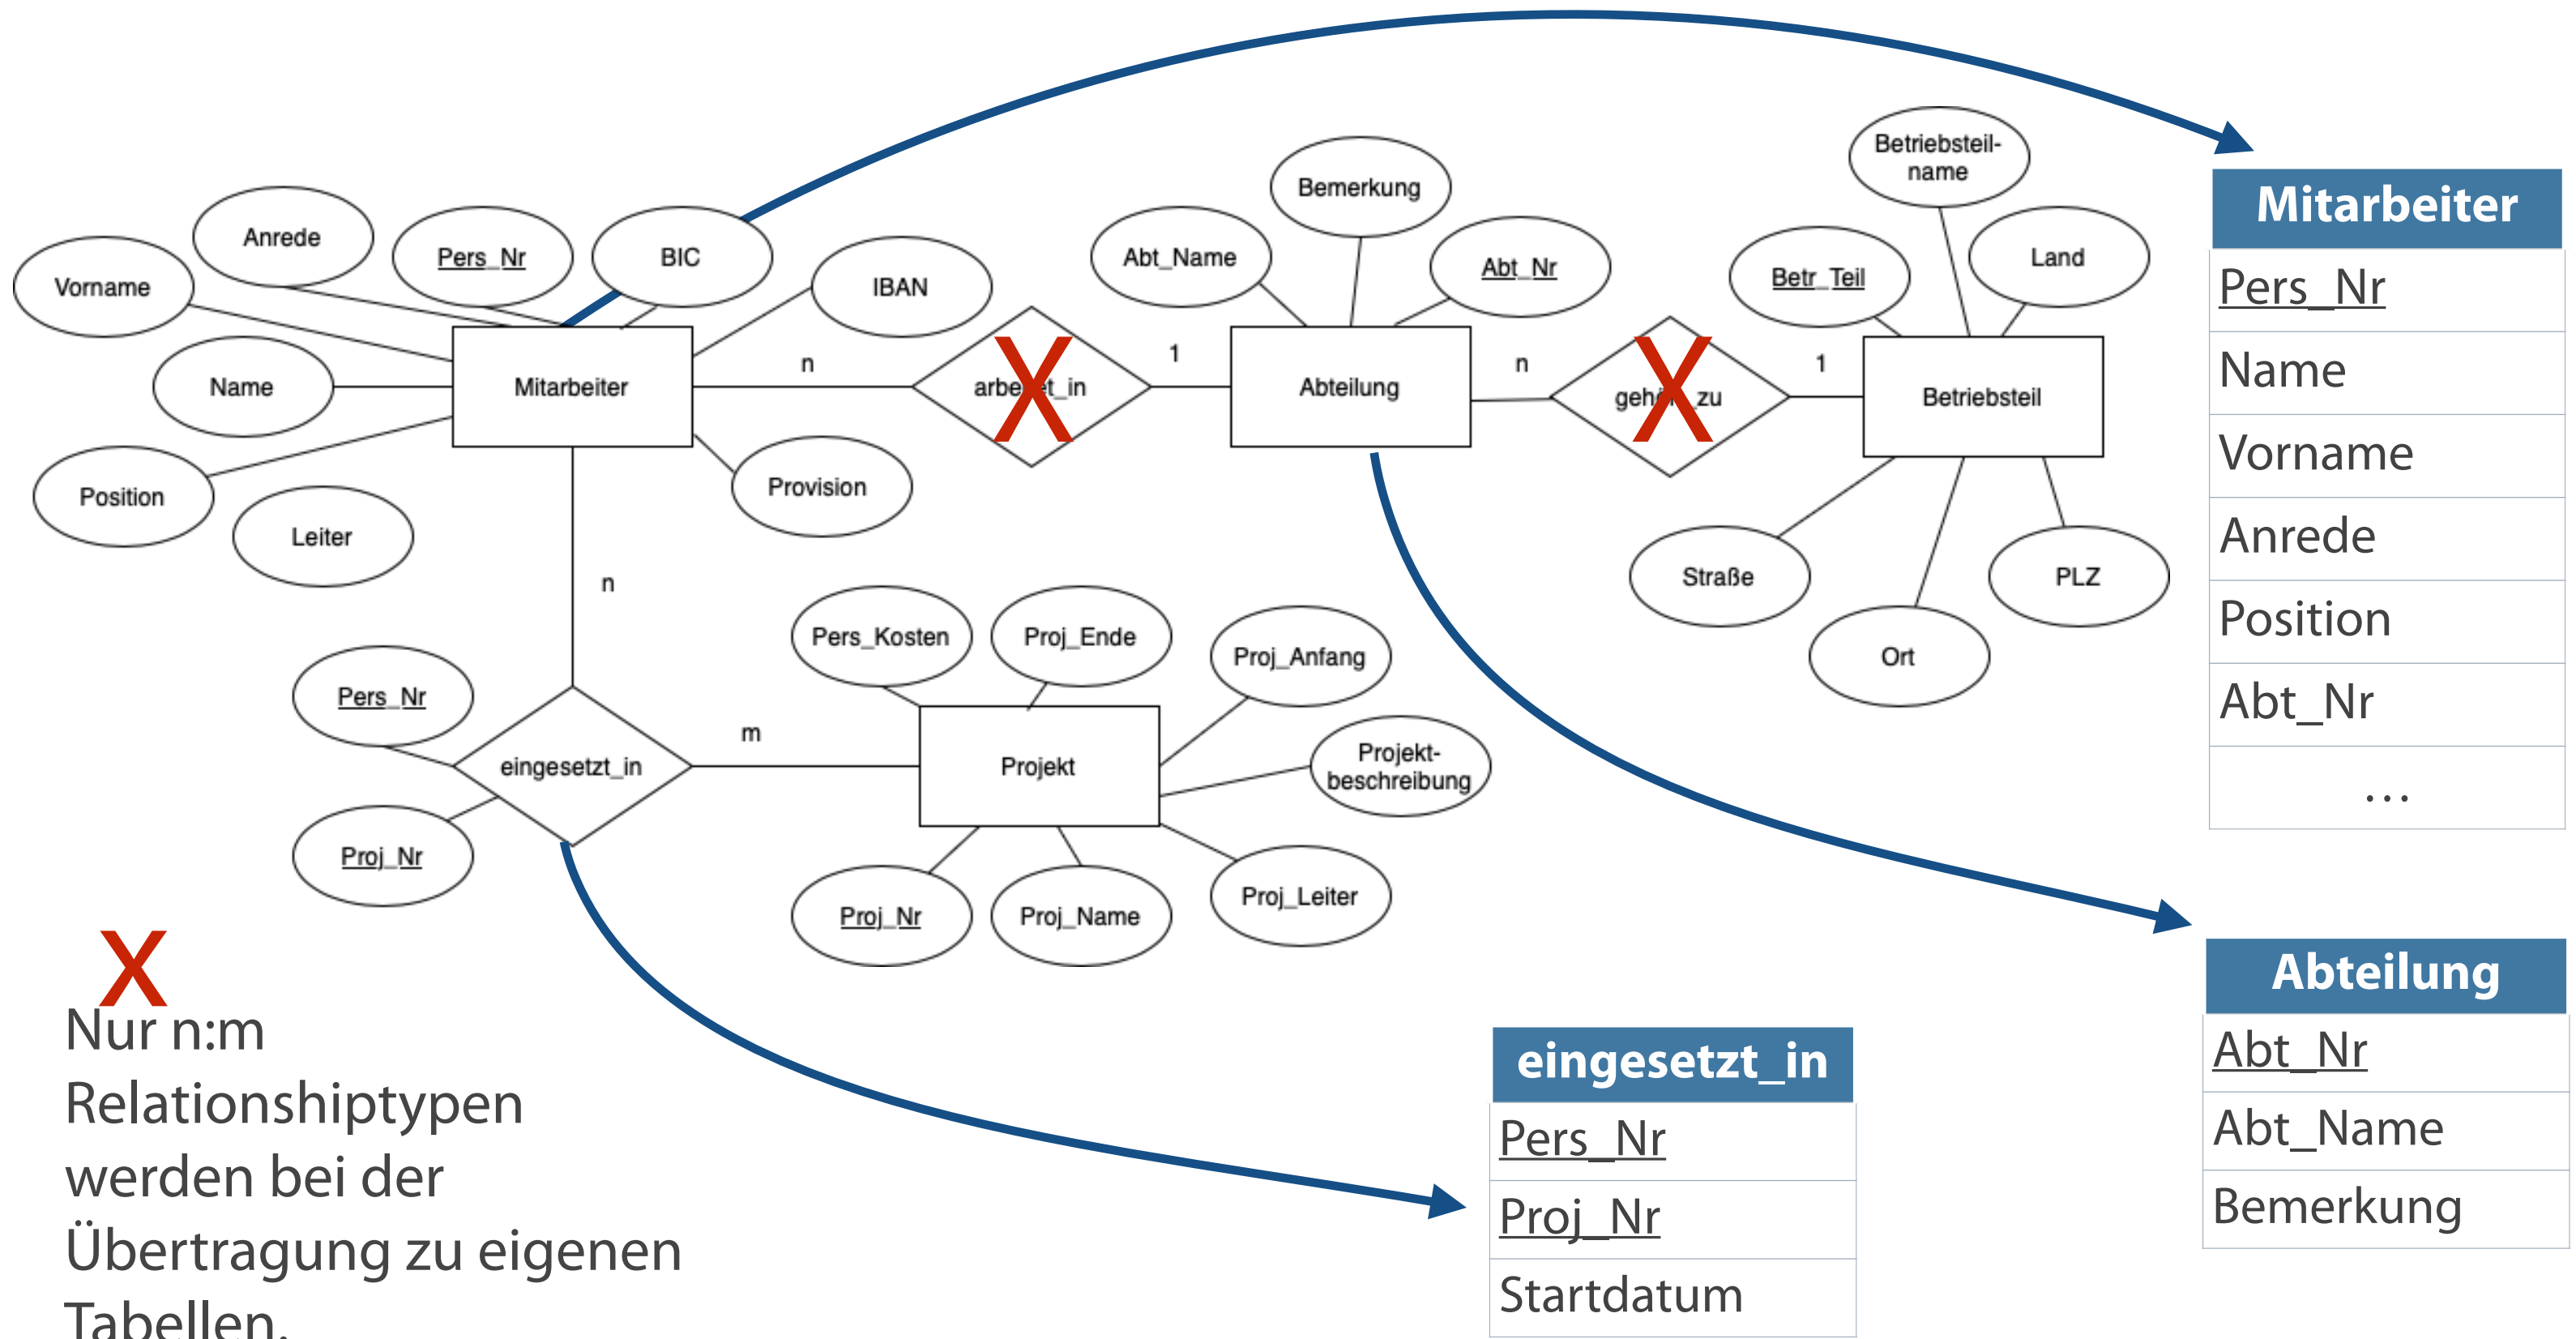 Betriebsteil-
name
Bemerkung
Mitarbeiter
Anrede
Pers_Nr
BIC
Abt_Name
Abt_Nr
Land
Vorname
IBAN
Betr_Teil
Pers_Nr
n
X
1
n
X
1
Name
Name
Mitarbeiter
Abteilung
Betriebsteil
Vorname
Position
Provision
Leiter
Anrede
n
Straße
PLZ
Position
Pers_Kosten
Proj_Ende
Proj_Anfang
Ort
Pers_Nr
Abt_Nr
m
eingesetzt_in
Projekt
Projekt-
beschreibung
...
Proj_Nr
Proj_Nr
Proj_Name
Proj_Leiter
X
Abteilung
Nur n:m
Relationshiptypen
werden bei der
Übertragung zu eigenen
Tabellen.
eingesetzt_in
Abt_Nr
Pers_Nr
Abt_Name
Proj_Nr
Bemerkung
Startdatum